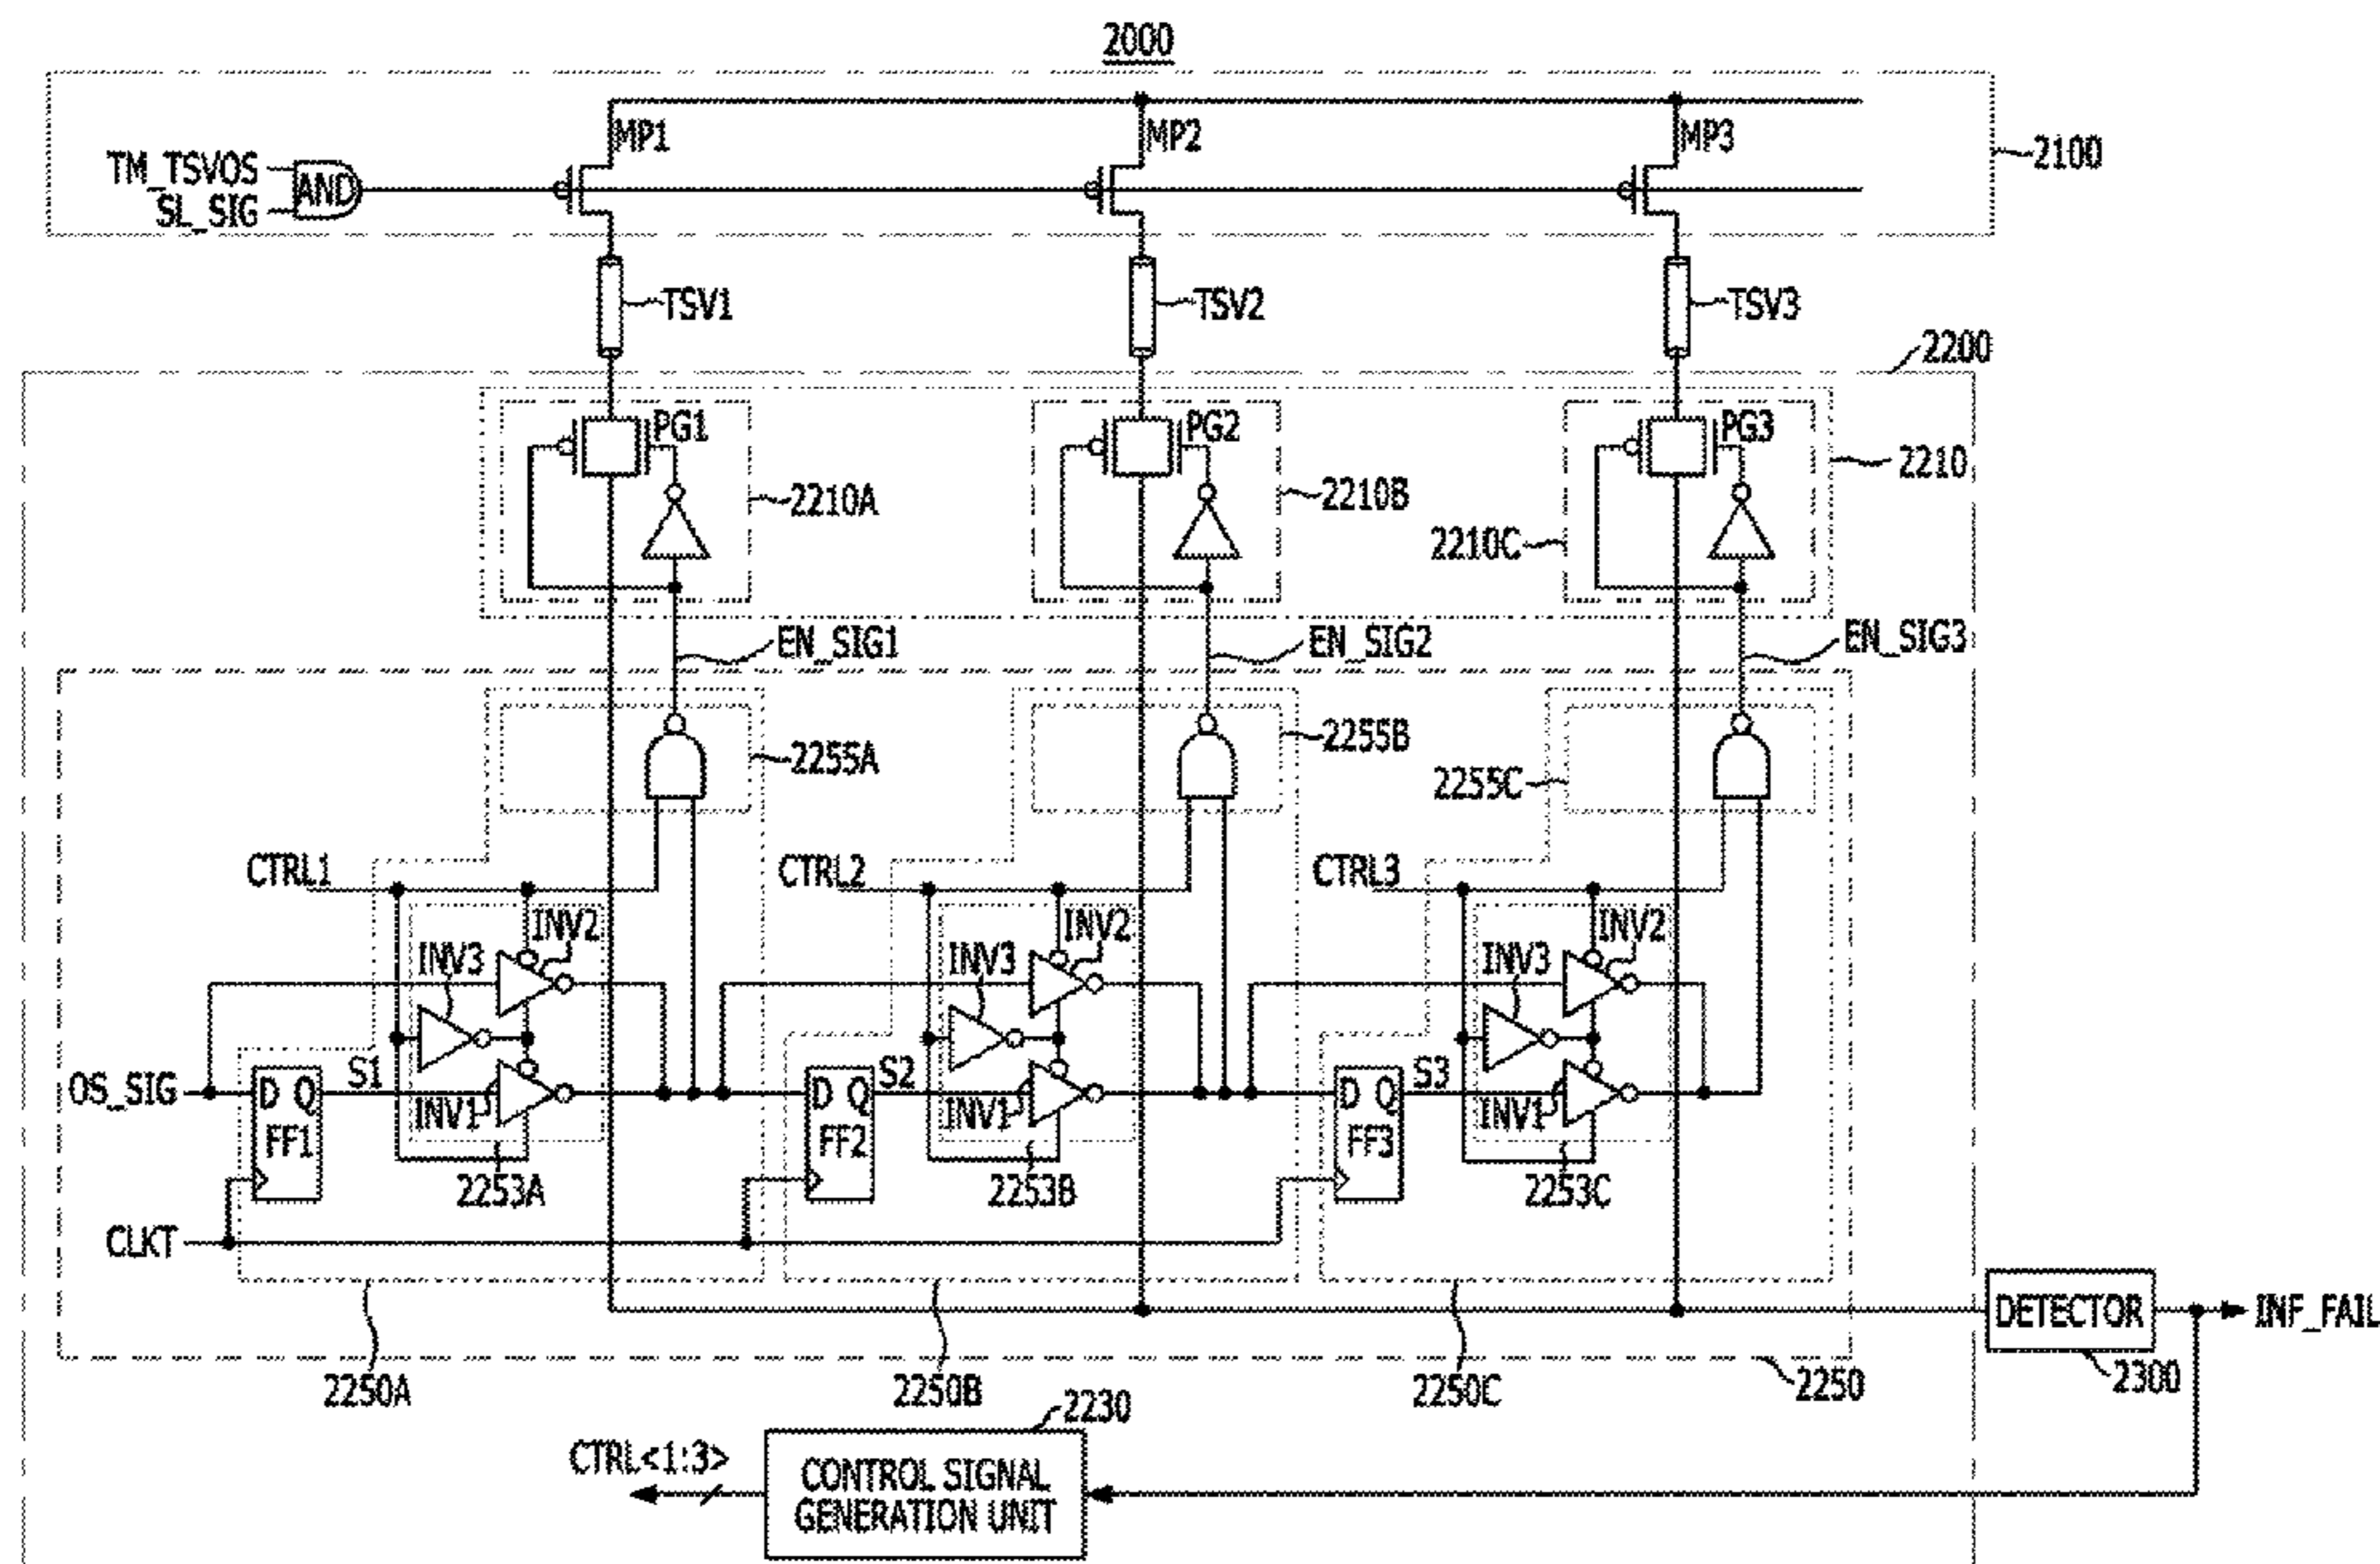 2000
MP1
MP2
MP3
TM_TSVOS
AND
SL_SIG
2100
TSV1
TSV2
TSV3
2200
PG1
PG2
PG3
2210
2210A
2210B
2210C
EN_SIG1
EN_SIG2
EN_SIG3
2255A
2255B
2255C
CTRL1
CTRL2
CTRL3
INV2
INV2
INV2
INV3
INV3
INV3
OS_SIG
D Q
FF1
S1
INV1
D Q
FF2
S2
INV1
D Q
FF3
S3
INV1
2253A
2253B
2253C
CLKT
DETECTOR
INF_FAIL
2250A
2250B
2250C
2250
2300
2230
CTRL<1:3>
CONTROL SIGNAL
GENERATION UNIT